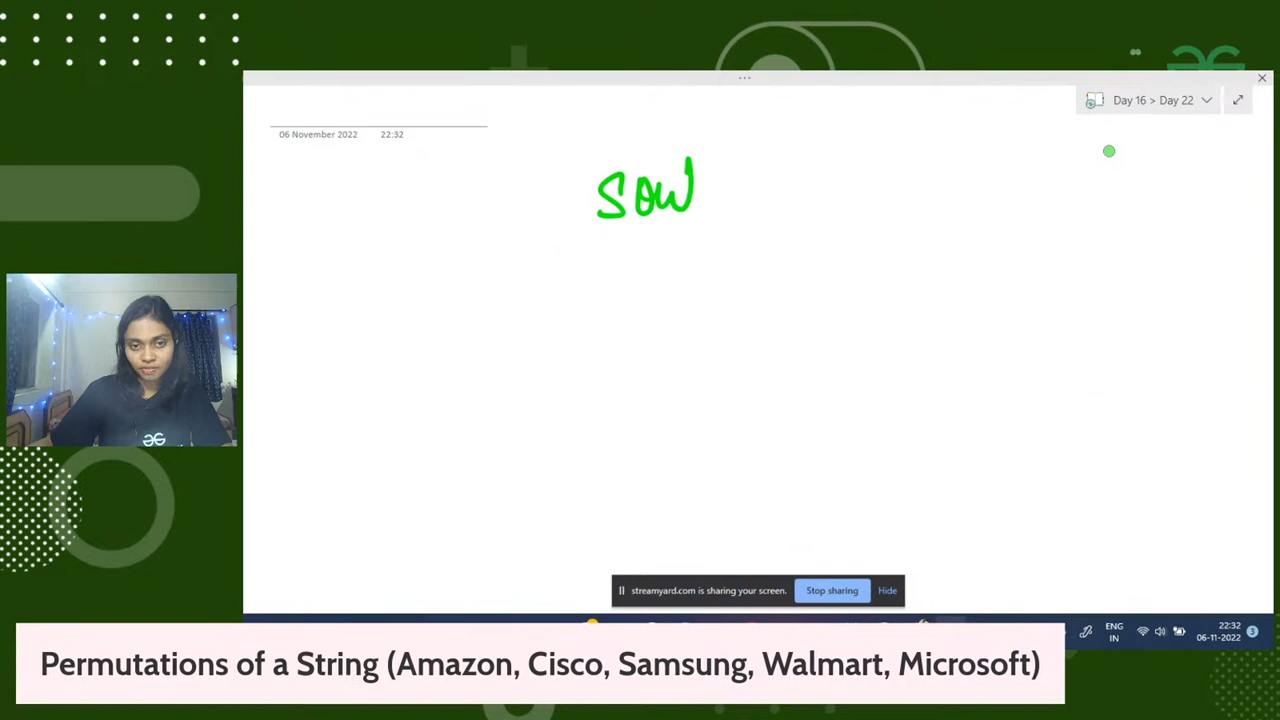 Day 16 > Day 22
06 November 2022 22:32
sow
streamyard.com is sharing your screen. Stop sharing Hide
ENG 22:32
IN 06-11-2022 3
Permutations of a String (Amazon, Cisco, Samsung, Walmart, Microsoft)